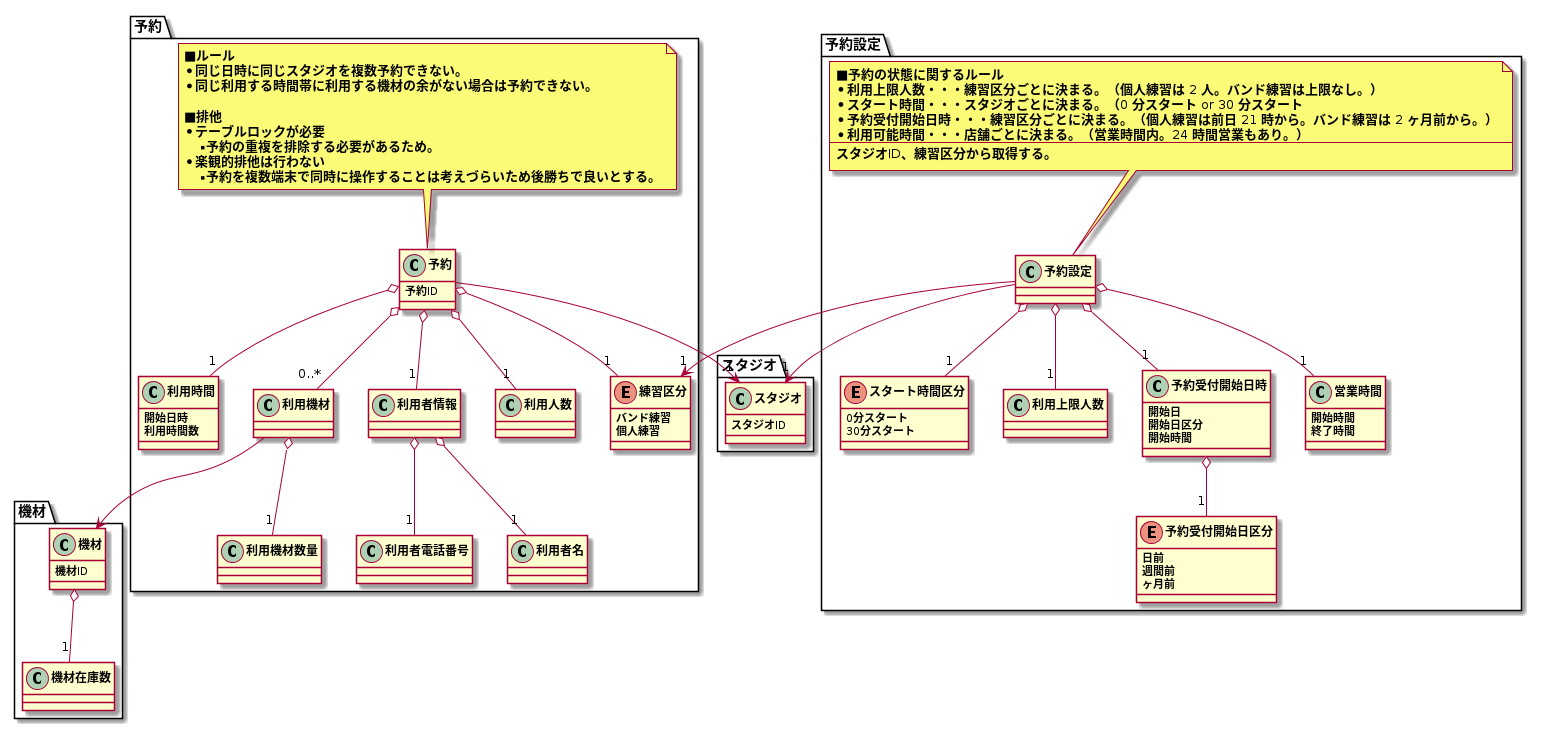 予約
■ルール
•同じ日時に同じスタジオを複数予約できない。
•同じ利用する時間帯に利用する機材の余がない場合は予約できない。
■排他
•テーブルロックが必要
▪予約の重複を排除する必要があるため。
•楽観的排他は行わない
▪予約を複数端末で同時に操作することは考えづらいため後勝ちで良いとする。
C 予約
予約ID
1
0..*
1
1
1
C 利用時間
開始日時
利用時間数
C 利用機材
C 利用者情報
C 利用人数
E 練習区分
バンド練習
個人練習
1
1
1
C 利用機材数量
C 利用者電話番号
C 利用者名
機材
C 機材
機材ID
1
C 機材在庫数
スタジオ
1
1
C スタジオ
スタジオID
予約設定
■予約の状態に関するルール
•利用上限人数・・・練習区分ごとに決まる。（個人練習は 2 人。バンド練習は上限なし。）
•スタート時間・・・スタジオごとに決まる。（0 分スタート or 30 分スタート
•予約受付開始日時・・・練習区分ごとに決まる。（個人練習は前日 21 時から。バンド練習は 2 ヶ月前から。）
•利用可能時間・・・店舗ごとに決まる。（営業時間内。24 時間営業もあり。）
スタジオID、練習区分から取得する。
C 予約設定
1
1
1
1
E スタート時間区分
0分スタート
30分スタート
C 利用上限人数
C 予約受付開始日時
開始日
開始日区分
開始時間
C 営業時間
開始時間
終了時間
1
E 予約受付開始日区分
日前
週間前
ヶ月前